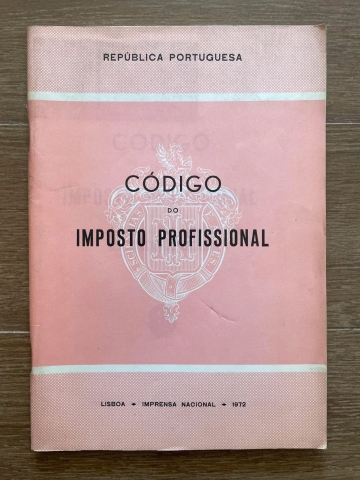 REPÚBLICA PORTUGUESA
CÓDIGO
DO
IMPOSTO PROFISSIONAL
LISBOA • IMPRENSA NACIONAL • 1972